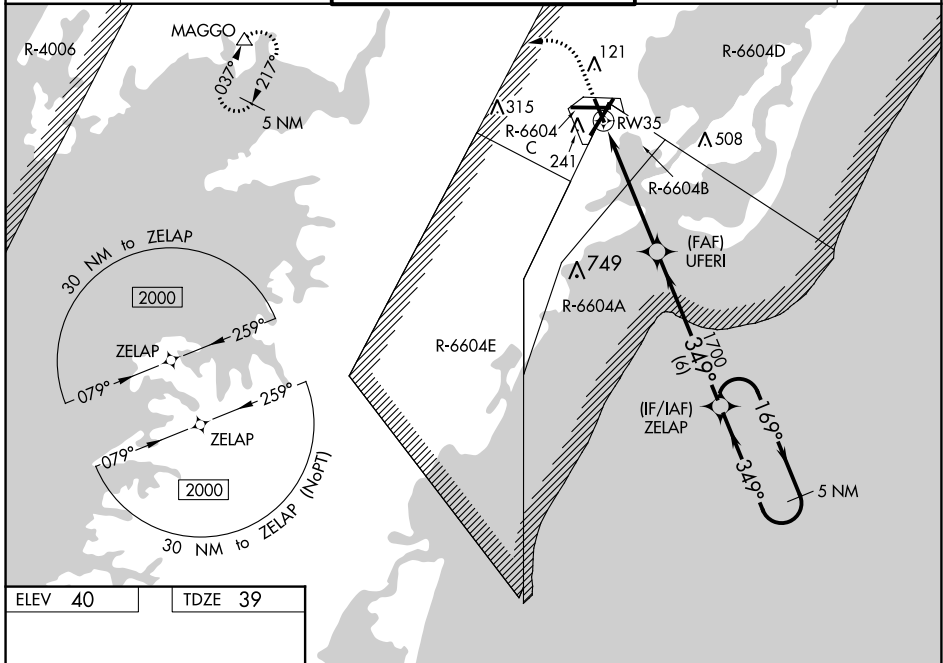 R-4006
MAGGO
037°
217°
5 NM
121
R-6604D
315
R-6604
C
241
RW35
508
R-6604B
(FAF)
UFERI
749
R-6604A
R-6604E
1700
349°
(6)
(IF/IAF)
ZELAP
169°
349°
5 NM
30 NM to ZELAP
2000
259°
ZELAP
079°
259°
ZELAP
079°
2000
30 NM to ZELAP (NoPT)
ELEV 40
TDZE 39